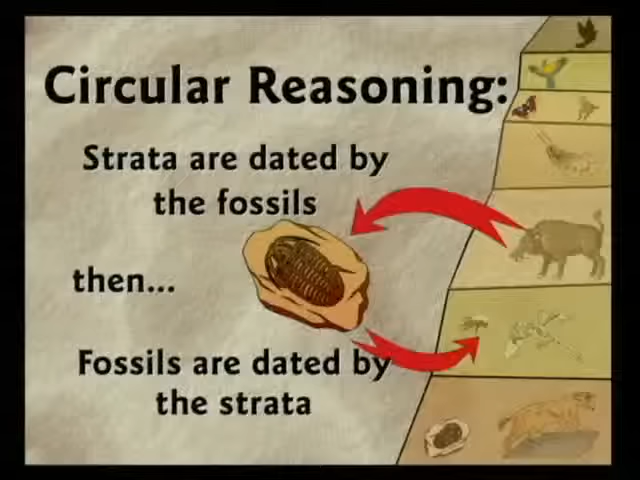 Circular Reasoning:
Strata are dated by
the fossils
then...
Fossils are dated by
the strata